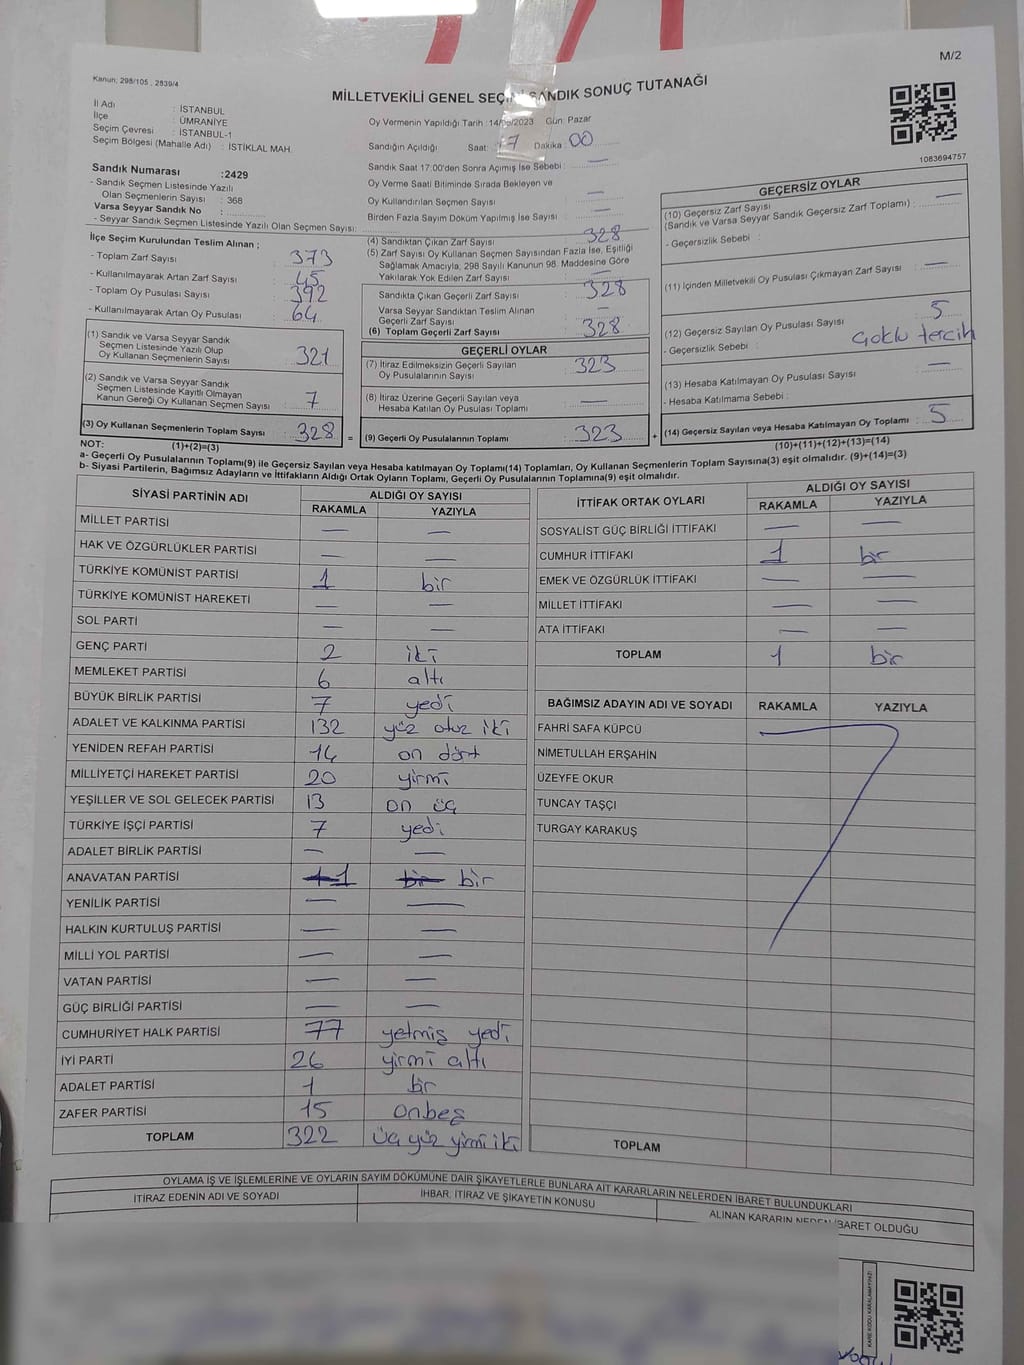 M/2
Kanun; 298/105 , 2839/4
MİLLETVEKİLİ GENEL SEÇİMİ SANDIK SONUÇ TUTANAĞI
İl Adı : İSTANBUL
İlçe : ÜMRANİYE
Seçim Çevresi : İSTANBUL-1
Seçim Bölgesi (Mahalle Adı) : İSTİKLAL MAH.
Oy Vermenin Yapıldığı Tarih :14/05/2023 Gün: Pazar
Sandığın Açıldığı Saat: 17 Dakika: 00
1083694757
Sandık Numarası :2429
- Sandık Seçmen Listesinde Yazılı
Olan Seçmenlerin Sayısı : 368
Varsa Seyyar Sandık No :
- Seyyar Sandık Seçmen Listesinde Yazılı Olan Seçmen Sayısı:
Sandık Saat 17:00'den Sonra Açımış İse Sebebi : —
Oy Verme Saati Bitiminde Sırada Bekleyen ve
Oy Kullandırılan Seçmen Sayısı : —
Birden Fazla Sayım Döküm Yapılmış İse Sayısı : —
İlçe Seçim Kurulundan Teslim Alınan ;
- Toplam Zarf Sayısı : 373
- Kullanılmayarak Artan Zarf Sayısı : 45
- Toplam Oy Pusulası Sayısı : 392
- Kullanılmayarak Artan Oy Pusulası : 64
(1) Sandık ve Varsa Seyyar Sandık
Seçmen Listesinde Yazılı Olup
Oy Kullanan Seçmenlerin Sayısı : 321
(2) Sandık ve Varsa Seyyar Sandık
Seçmen Listesinde Kayıtlı Olmayan
Kanun Gereği Oy Kullanan Seçmen Sayısı : 7
(3) Oy Kullanan Seçmenlerin Toplam Sayısı : 328 =
(4) Sandıktan Çıkan Zarf Sayısı : 328
(5) Zarf Sayısı Oy Kullanan Seçmen Sayısından Fazla İse, Eşitliği
Sağlamak Amacıyla, 298 Sayılı Kanunun 98. Maddesine Göre
Yakılarak Yok Edilen Zarf Sayısı : —
Sandıkta Çıkan Geçerli Zarf Sayısı : 328
Varsa Seyyar Sandıktan Teslim Alınan
Geçerli Zarf Sayısı : —
(6) Toplam Geçerli Zarf Sayısı : 328
GEÇERLİ OYLAR
(7) İtiraz Edilmeksizin Geçerli Sayılan
Oy Pusulalarının Sayısı : 323
(8) İtiraz Üzerine Geçerli Sayılan veya
Hesaba Katılan Oy Pusulası Toplamı : —
(9) Geçerli Oy Pusulalarının Toplamı : 323 +
GEÇERSİZ OYLAR
(10) Geçersiz Zarf Sayısı
(Sandık ve Varsa Seyyar Sandık Geçersiz Zarf Toplamı) : —
- Geçersizlik Sebebi :
(11) İçinden Milletvekili Oy Pusulası Çıkmayan Zarf Sayısı : —
(12) Geçersiz Sayılan Oy Pusulası Sayısı : 5
- Geçersizlik Sebebi : Çoklu tercih
(13) Hesaba Katılmayan Oy Pusulası Sayısı : —
- Hesaba Katılmama Sebebi :
(14) Geçersiz Sayılan veya Hesaba Katılmayan Oy Toplamı : 5
NOT: (1)+(2)=(3)
(10)+(11)+(12)+(13)=(14)
a- Geçerli Oy Pusulalarının Toplamı(9) ile Geçersiz Sayılan veya Hesaba katılmayan Oy Toplamı(14) Toplamları, Oy Kullanan Seçmenlerin Toplam Sayısına(3) eşit olmalıdır. (9)+(14)=(3)
b- Siyasi Partilerin, Bağımsız Adayların ve İttifakların Aldığı Ortak Oyların Toplamı, Geçerli Oy Pusulalarının Toplamına(9) eşit olmalıdır.
SİYASİ PARTİNİN ADI ALDIĞI OY SAYISI
RAKAMLA YAZIYLA
MİLLET PARTİSİ — —
HAK VE ÖZGÜRLÜKLER PARTİSİ — —
TÜRKİYE KOMÜNİST PARTİSİ 1 bir
TÜRKİYE KOMÜNİST HAREKETİ — —
SOL PARTİ — —
GENÇ PARTİ 2 iki
MEMLEKET PARTİSİ 6 altı
BÜYÜK BİRLİK PARTİSİ 7 yedi
ADALET VE KALKINMA PARTİSİ 132 yüz otuz iki
YENİDEN REFAH PARTİSİ 14 on dört
MİLLİYETÇİ HAREKET PARTİSİ 20 yirmi
YEŞİLLER VE SOL GELECEK PARTİSİ 13 on üç
TÜRKİYE İŞÇİ PARTİSİ 7 yedi
ADALET BİRLİK PARTİSİ — —
ANAVATAN PARTİSİ 1 bir
YENİLİK PARTİSİ — —
HALKIN KURTULUŞ PARTİSİ — —
MİLLİ YOL PARTİSİ — —
VATAN PARTİSİ — —
GÜÇ BİRLİĞİ PARTİSİ — —
CUMHURİYET HALK PARTİSİ 77 yetmiş yedi
İYİ PARTİ 26 yirmi altı
ADALET PARTİSİ 1 bir
ZAFER PARTİSİ 15 onbeş
TOPLAM 322 üç yüz yirmi iki
İTTİFAK ORTAK OYLARI ALDIĞI OY SAYISI
RAKAMLA YAZIYLA
SOSYALİST GÜÇ BİRLİĞİ İTTİFAKI — —
CUMHUR İTTİFAKI 1 bir
EMEK VE ÖZGÜRLÜK İTTİFAKI — —
MİLLET İTTİFAKI — —
ATA İTTİFAKI — —
TOPLAM 1 bir
BAĞIMSIZ ADAYIN ADI VE SOYADI RAKAMLA YAZIYLA
FAHRİ SAFA KÜPCÜ
NİMETULLAH ERŞAHİN
ÜZEYFE OKUR
TUNCAY TAŞÇI
TURGAY KARAKUŞ
TOPLAM
OYLAMA İŞ VE İŞLEMLERİNE VE OYLARIN SAYIM DÖKÜMÜNE DAİR ŞİKAYETLERLE BUNLARA AİT KARARLARIN NELERDEN İBARET BULUNDUKLARI
İTİRAZ EDENİN ADI VE SOYADI İHBAR, İTİRAZ VE ŞİKAYETİN KONUSU ALINAN KARARIN NEDEN İBARET OLDUĞU
KARE KODU KARALAMAYINIZ!